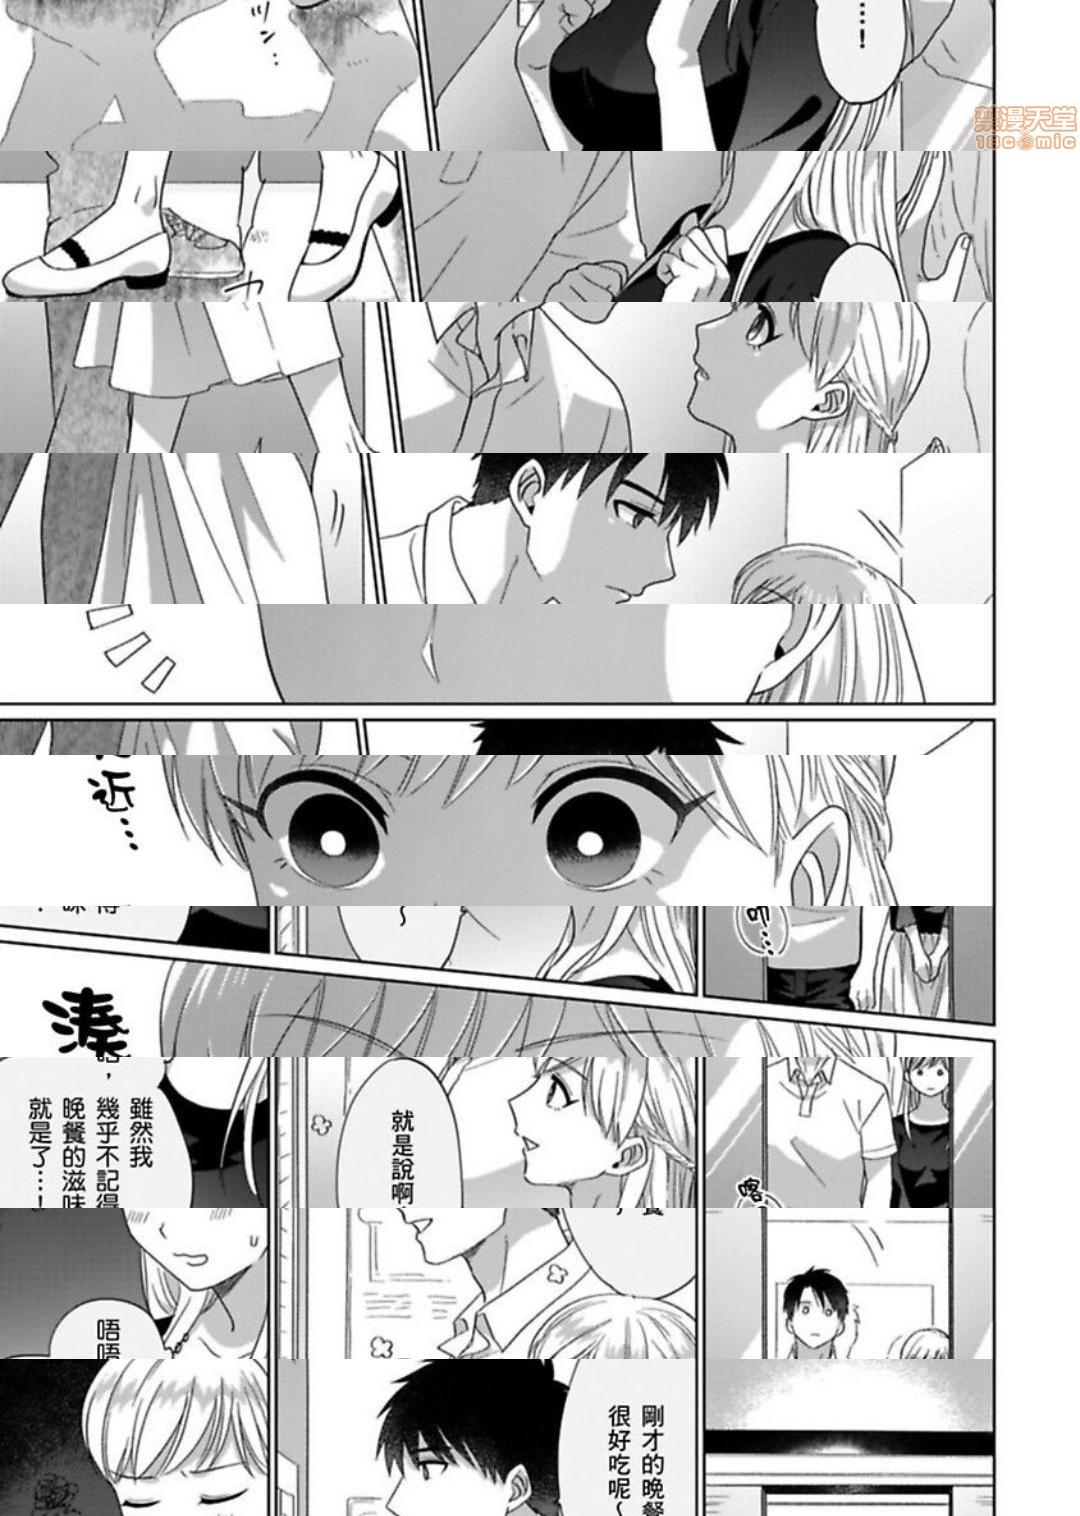 …!
禁漫天堂
18comic
近…
叩…
湊
剛才的晚餐
很好吃呢~
就是說啊
喀
雖然我
幾乎不記得
晚餐的滋味
就是了…!
唔唔